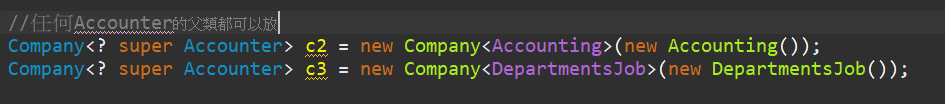 //任何Accounter的父類都可以放
Company<? super Accounter> c2 = new Company<Accounting>(new Accounting());
Company<? super Accounter> c3 = new Company<DepartmentsJob>(new DepartmentsJob());